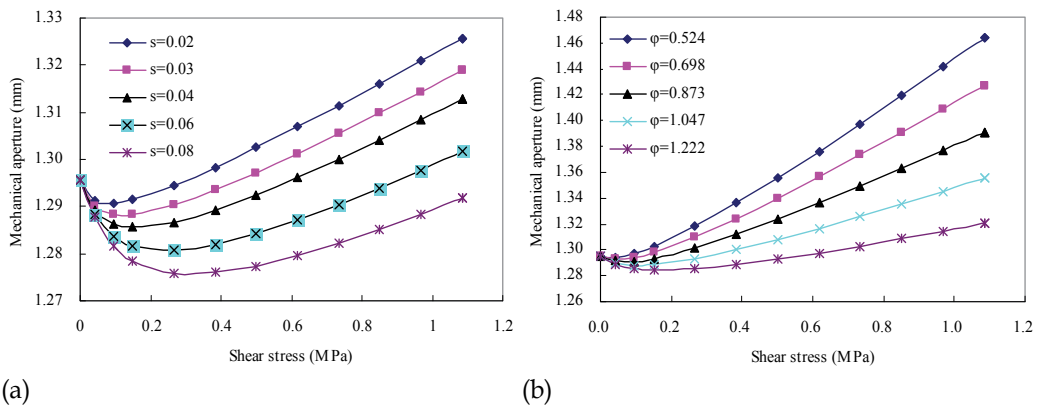 1.33
1.32
1.31
1.30
1.29
1.28
1.27
Mechanical aperture (mm)
s=0.02
s=0.03
s=0.04
s=0.06
s=0.08
0 0.2 0.4 0.6 0.8 1 1.2
Shear stress (MPa)
(a)
1.48
1.46
1.44
1.42
1.40
1.38
1.36
1.34
1.32
1.30
1.28
1.26
Mechanical aperture (mm)
φ=0.524
φ=0.698
φ=0.873
φ=1.047
φ=1.222
0.0 0.2 0.4 0.6 0.8 1.0 1.2
Shear stress (MPa)
(b)